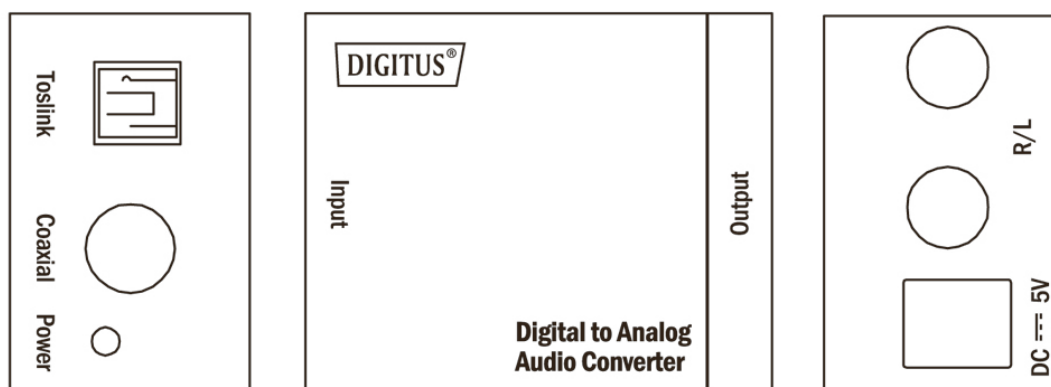 Toslink
Coaxial
Power
DIGITUS®
Input
Output
Digital to Analog
Audio Converter
R/L
DC ⎓ 5V